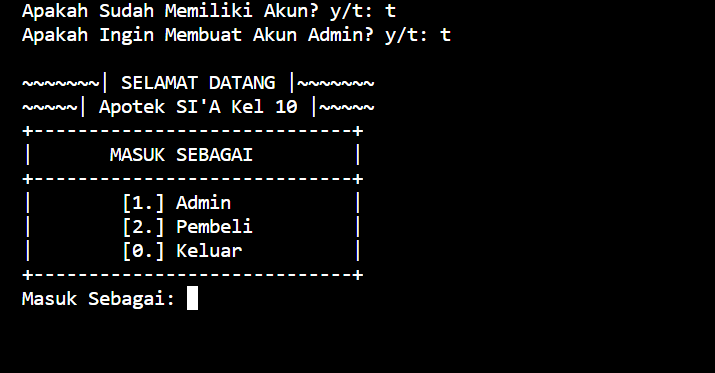 Apakah Sudah Memiliki Akun? y/t: t
Apakah Ingin Membuat Akun Admin? y/t: t
~~~~~~~| SELAMAT DATANG |~~~~~~~
~~~~~| Apotek SI'A Kel 10 |~~~~~
+-----------------------------+
|       MASUK SEBAGAI         |
+-----------------------------+
|        [1.] Admin           |
|        [2.] Pembeli         |
|        [0.] Keluar          |
+-----------------------------+
Masuk Sebagai: